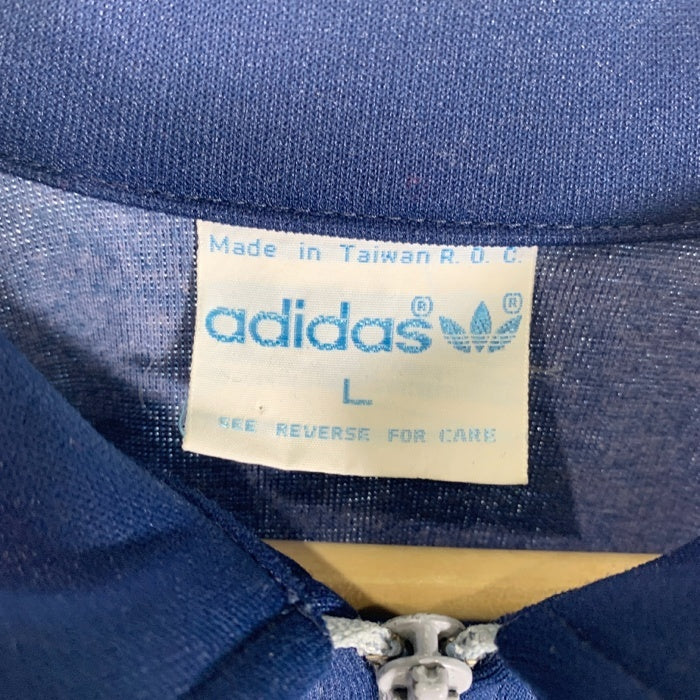 Made in Taiwan R. O. C.
adidas® ®
L
SEE REVERSE FOR CARE